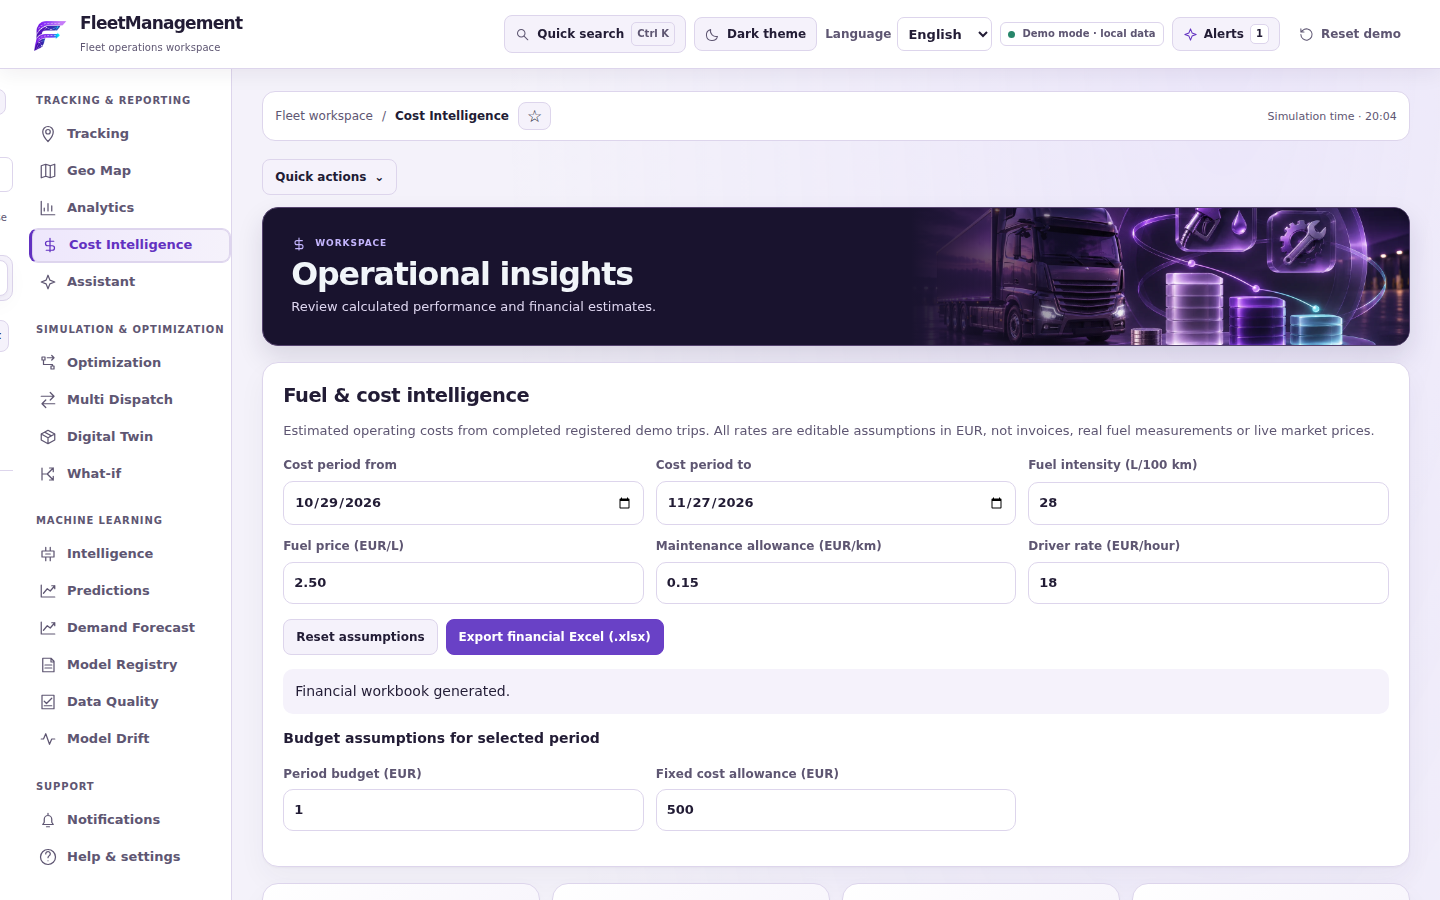 FleetManagement
Fleet operations workspace
Quick search Ctrl K
Dark theme
Language
English
Demo mode · local data
Alerts 1
Reset demo
TRACKING & REPORTING
Tracking
Geo Map
Analytics
Cost Intelligence
Assistant
SIMULATION & OPTIMIZATION
Optimization
Multi Dispatch
Digital Twin
What-if
MACHINE LEARNING
Intelligence
Predictions
Demand Forecast
Model Registry
Data Quality
Model Drift
SUPPORT
Notifications
Help & settings
Fleet workspace / Cost Intelligence
Simulation time · 20:04
Quick actions
WORKSPACE
Operational insights
Review calculated performance and financial estimates.
Fuel & cost intelligence
Estimated operating costs from completed registered demo trips. All rates are editable assumptions in EUR, not invoices, real fuel measurements or live market prices.
Cost period from Cost period to Fuel intensity (L/100 km)
10/29/2026 11/27/2026 28
Fuel price (EUR/L) Maintenance allowance (EUR/km) Driver rate (EUR/hour)
2.50 0.15 18
Reset assumptions Export financial Excel (.xlsx)
Financial workbook generated.
Budget assumptions for selected period
Period budget (EUR) Fixed cost allowance (EUR)
1 500